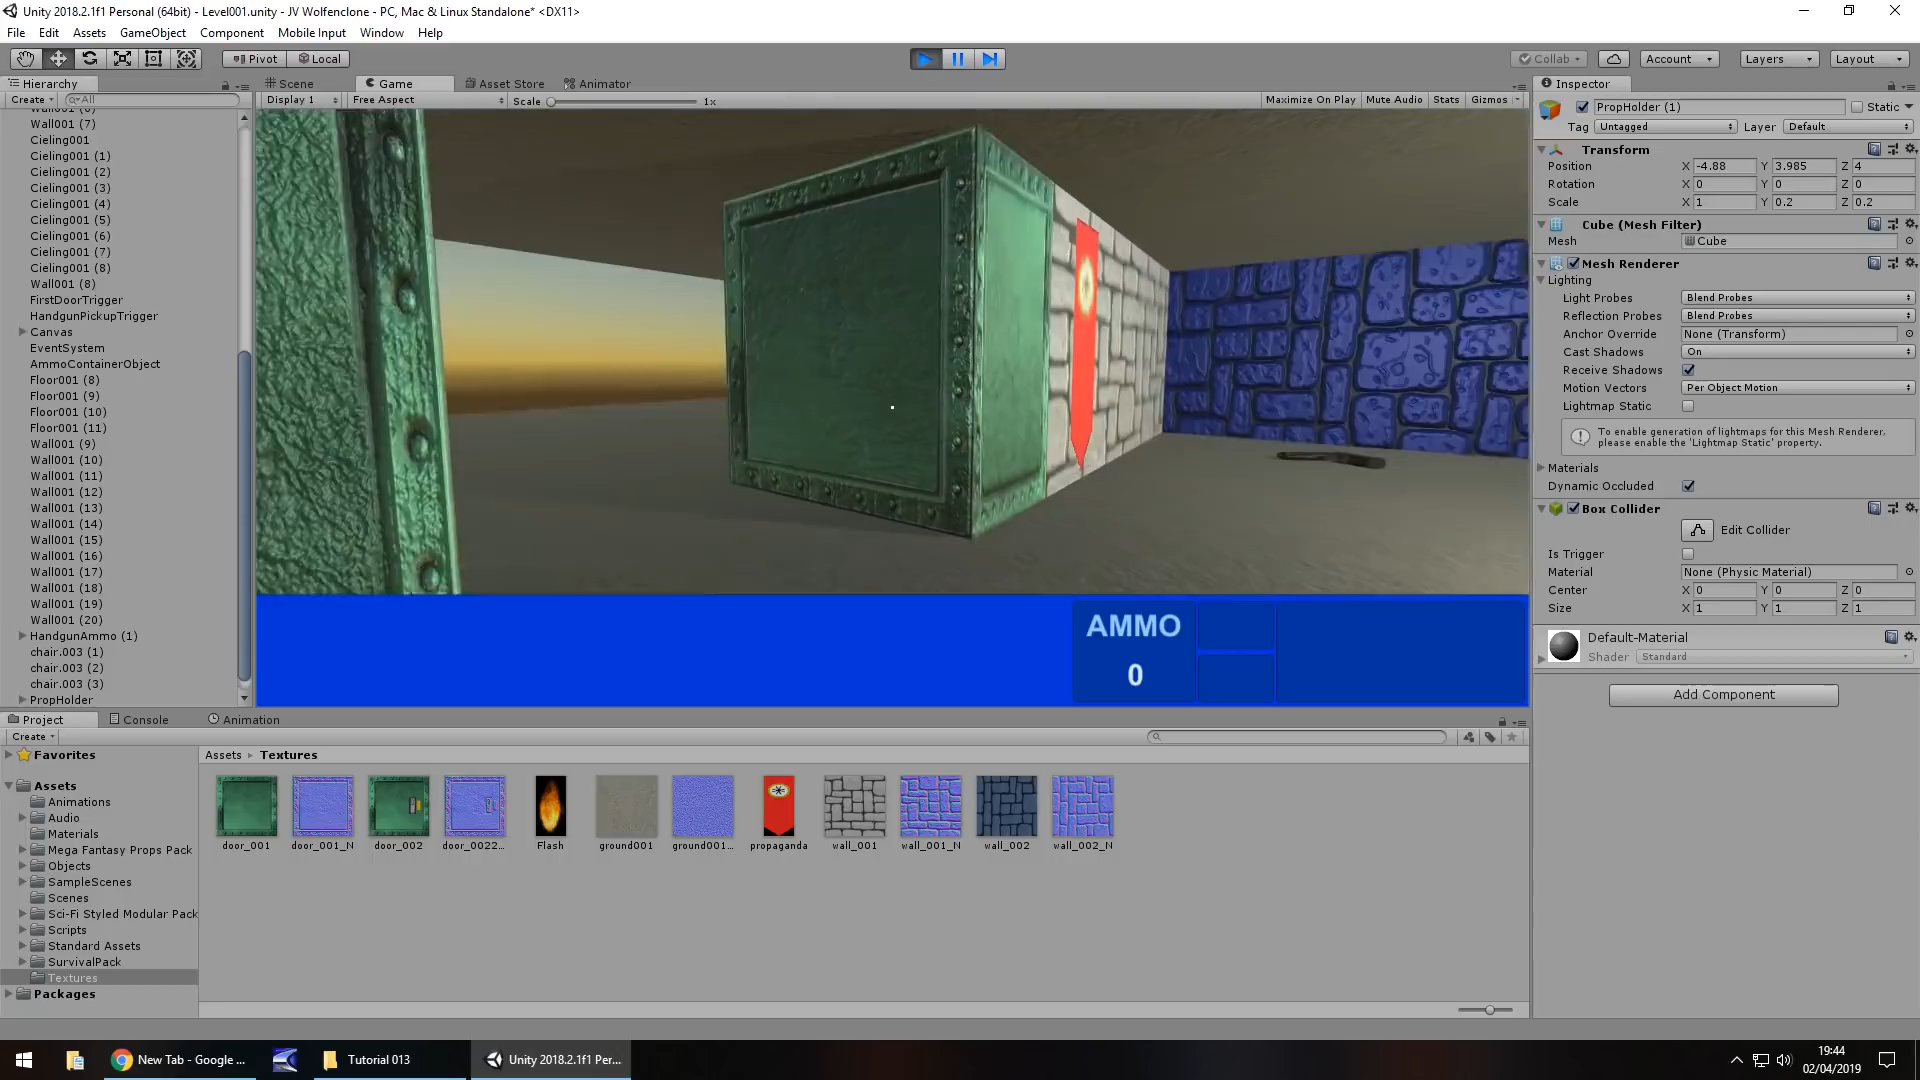 Unity 2018.2.1f1 Personal (64bit) - Level001.unity - JV Wolfenclone - PC, Mac & Linux Standalone* <DX11>
File Edit Assets GameObject Component Mobile Input Window Help
Pivot Local Collab Account Layers Layout
Hierarchy
Create All
Wall001 (7)
Cieling001
Cieling001 (1)
Cieling001 (2)
Cieling001 (3)
Cieling001 (4)
Cieling001 (5)
Cieling001 (6)
Cieling001 (7)
Cieling001 (8)
Wall001 (8)
FirstDoorTrigger
HandgunPickupTrigger
Canvas
EventSystem
AmmoContainerObject
Floor001 (8)
Floor001 (9)
Floor001 (10)
Floor001 (11)
Wall001 (9)
Wall001 (10)
Wall001 (11)
Wall001 (12)
Wall001 (13)
Wall001 (14)
Wall001 (15)
Wall001 (16)
Wall001 (17)
Wall001 (18)
Wall001 (19)
Wall001 (20)
HandgunAmmo (1)
chair.003 (1)
chair.003 (2)
chair.003 (3)
PropHolder
Scene Game Asset Store Animator
Display 1 Free Aspect Scale 1x Maximize On Play Mute Audio Stats Gizmos
AMMO
0
Inspector
PropHolder (1) Static
Tag Untagged Layer Default
Transform
Position X -4.88 Y 3.985 Z 4
Rotation X 0 Y 0 Z 0
Scale X 1 Y 0.2 Z 0.2
Cube (Mesh Filter)
Mesh Cube
Mesh Renderer
Lighting
Light Probes Blend Probes
Reflection Probes Blend Probes
Anchor Override None (Transform)
Cast Shadows On
Receive Shadows
Motion Vectors Per Object Motion
Lightmap Static
To enable generation of lightmaps for this Mesh Renderer,
please enable the 'Lightmap Static' property.
Materials
Dynamic Occluded
Box Collider
Edit Collider
Is Trigger
Material None (Physic Material)
Center X 0 Y 0 Z 0
Size X 1 Y 1 Z 1
Default-Material
Shader Standard
Add Component
Project Console Animation
Create
Favorites
Assets
Animations
Audio
Materials
Mega Fantasy Props Pack
Objects
SampleScenes
Scenes
Sci-Fi Styled Modular Pack
Scripts
Standard Assets
SurvivalPack
Textures
Packages
Assets Textures
door_001 door_001_N door_002 door_0022... Flash ground001 ground001... propaganda wall_001 wall_001_N wall_002 wall_002_N
New Tab - Google ... Tutorial 013 Unity 2018.2.1f1 Per...
19:44
02/04/2019